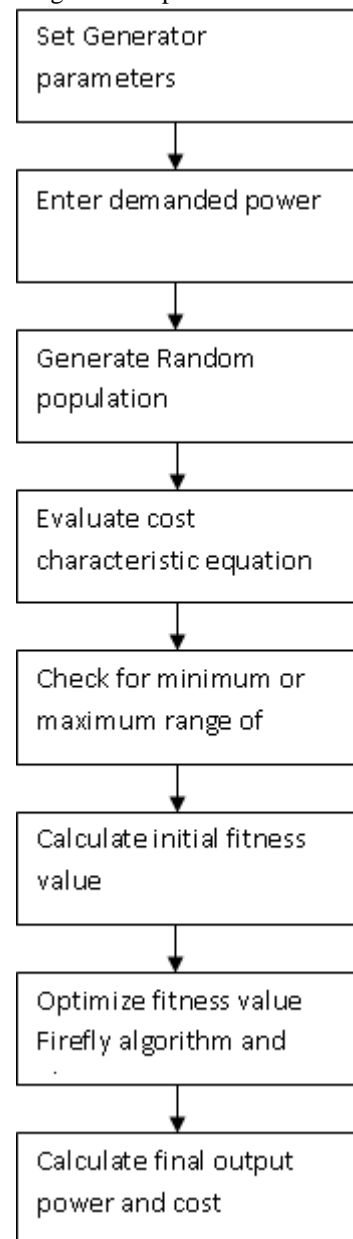 Set Generator
parameters
Enter demanded power
Generate Random
population
Evaluate cost
characteristic equation
Check for minimum or
maximum range of
Calculate initial fitness
value
Optimize fitness value
Firefly algorithm and
Calculate final output
power and cost